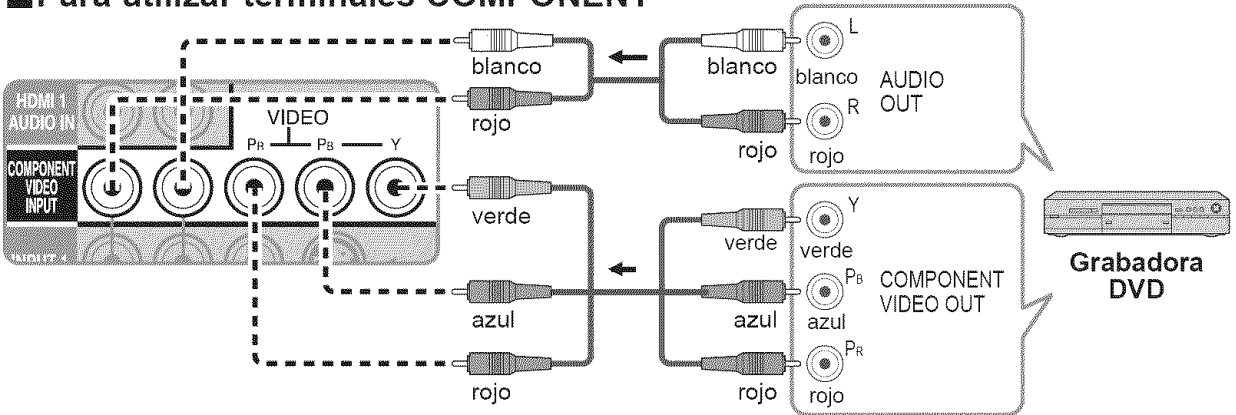 ■Para utilizar terminales COMPONENT
HDMI 1
AUDIO IN
VIDEO
PR PB Y
COMPONENT
VIDEO
INPUT
INPUT 1
blanco
rojo
verde
azul
rojo
blanco
rojo
verde
azul
rojo
L
blanco
R
rojo
AUDIO
OUT
Y
verde
PB
azul
PR
rojo
COMPONENT
VIDEO OUT
Grabadora
DVD